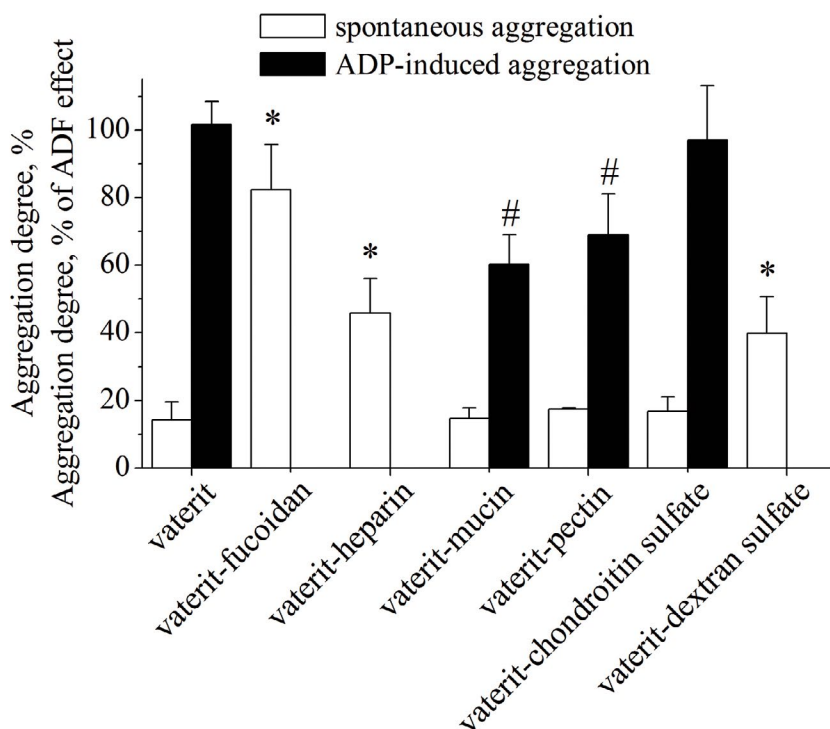 spontaneous aggregation
ADP-induced aggregation
Aggregation degree, %
Aggregation degree, % of ADF effect
100
80
60
40
20
0
*
*
#
#
*
vaterit
vaterit-fucoidan
vaterit-heparin
vaterit-mucin
vaterit-pectin
vaterit-chondroitin sulfate
vaterit-dextran sulfate